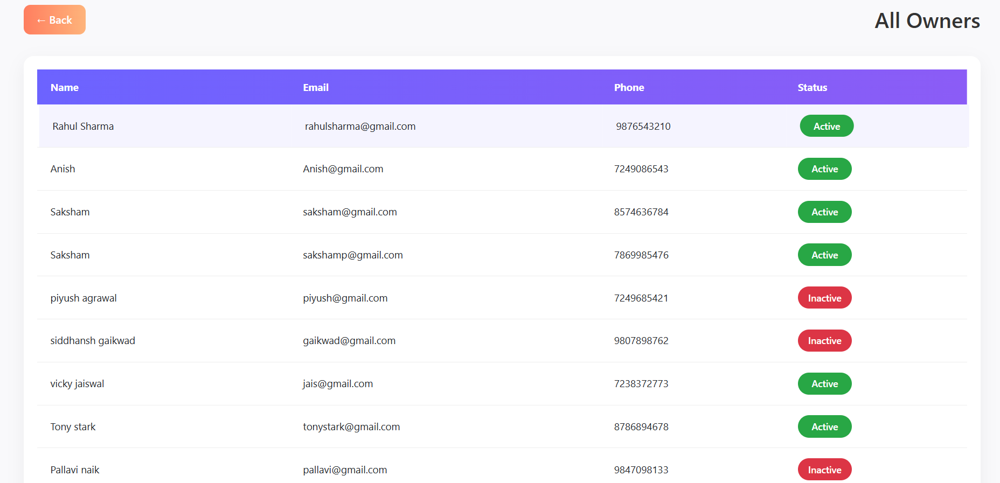 ← Back
All Owners
Name Email Phone Status
Rahul Sharma rahulsharma@gmail.com 9876543210 Active
Anish Anish@gmail.com 7249086543 Active
Saksham saksham@gmail.com 8574636784 Active
Saksham sakshamp@gmail.com 7869985476 Active
piyush agrawal piyush@gmail.com 7249685421 Inactive
siddhansh gaikwad gaikwad@gmail.com 9807898762 Inactive
vicky jaiswal jais@gmail.com 7238372773 Active
Tony stark tonystark@gmail.com 8786894678 Active
Pallavi naik pallavi@gmail.com 9847098133 Inactive